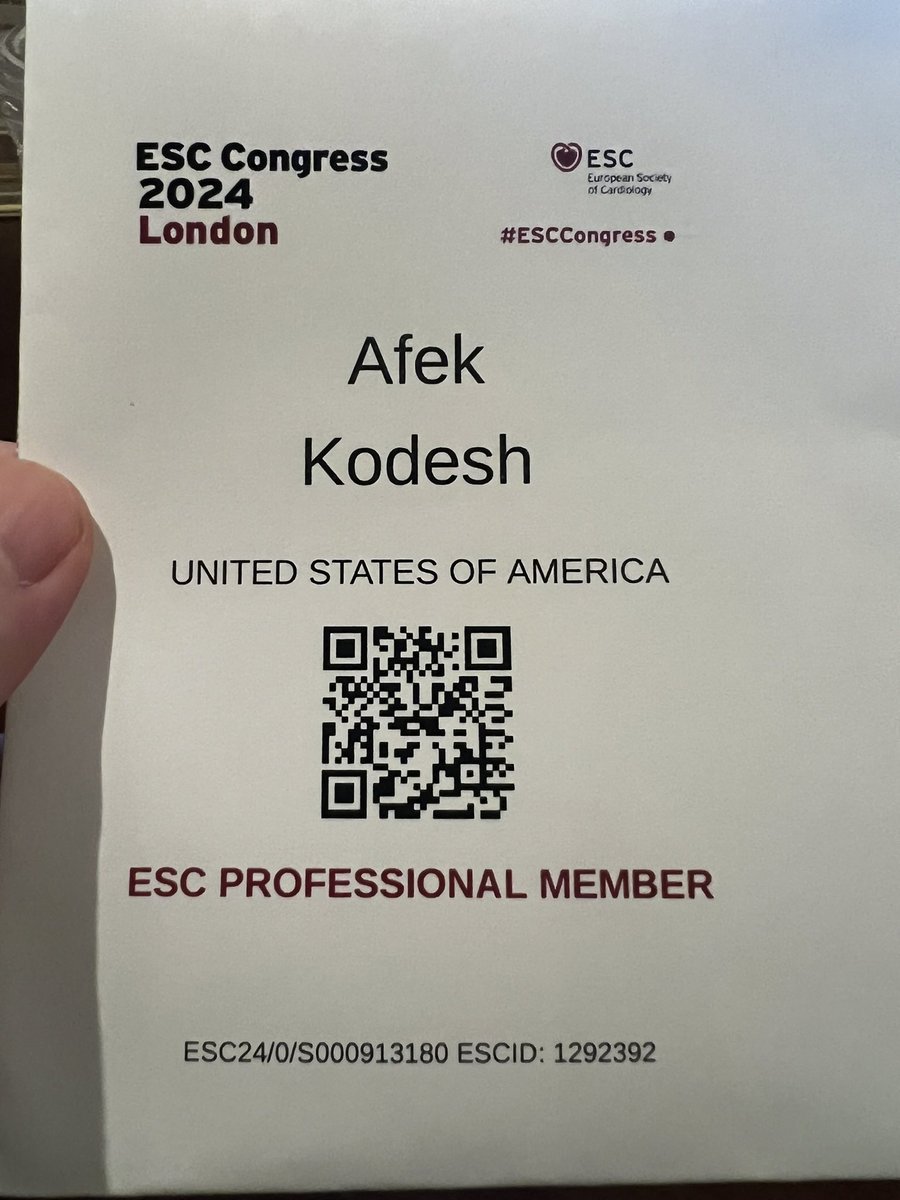 ESC Congress
2024
London
ESC
European Society
of Cardiology
#ESCCongress
Afek
Kodesh
UNITED STATES OF AMERICA
ESC PROFESSIONAL MEMBER
ESC24/0/S000913180 ESCID: 1292392